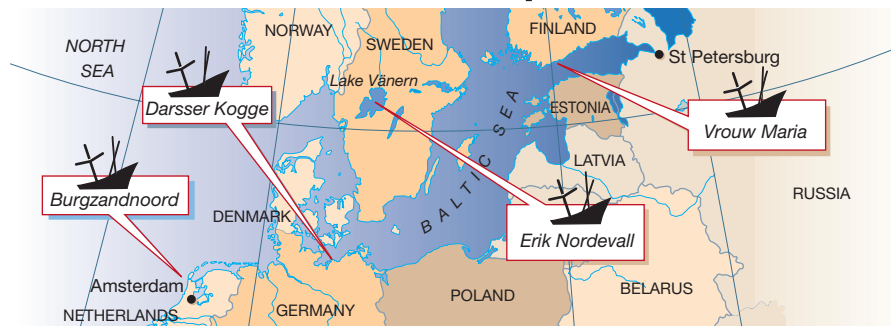 NORWAY
FINLAND
NORTH
SEA
SWEDEN
St Petersburg
Lake Vänern
Darsser Kogge
ESTONIA
Vrouw Maria
BALTIC SEA
LATVIA
RUSSIA
Burgzandnoord
DENMARK
Erik Nordevall
Amsterdam
BELARUS
POLAND
GERMANY
NETHERLANDS